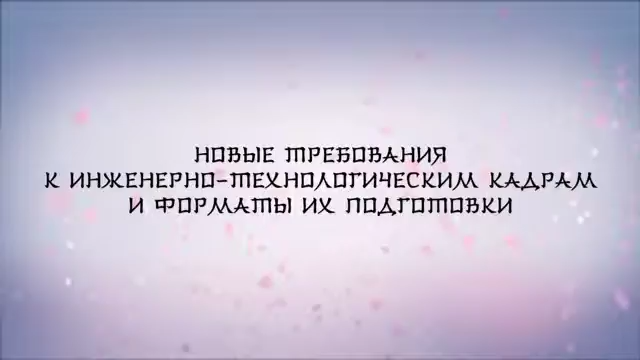 НОВЫЕ ТРЕБОВАНИЯ
К ИНЖЕНЕРНО-ТЕХНОЛОГИЧЕСКИМ КАДРАМ
И ФОРМАТЫ ИХ ПОДГОТОВКИ